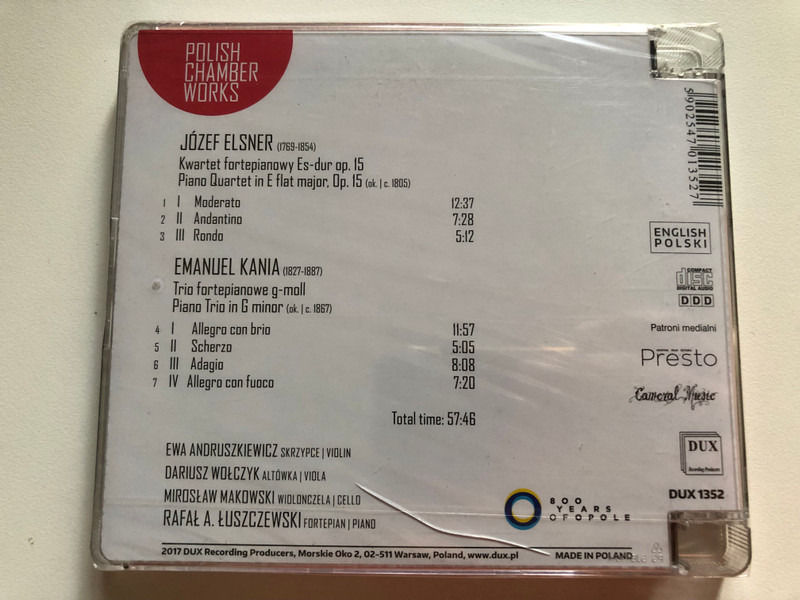 POLISH
CHAMBER
WORKS
JÓZEF ELSNER (1769-1854)
Kwartet fortepianowy Es-dur op. 15
Piano Quartet in E flat major, Op. 15 (ok. | c. 1805)
1 I Moderato 12:37
2 II Andantino 7:28
3 III Rondo 5:12
EMANUEL KANIA (1827-1887)
Trio fortepianowe g-moll
Piano Trio in G minor (ok. | c. 1867)
4 I Allegro con brio 11:57
5 II Scherzo 5:05
6 III Adagio 8:08
7 IV Allegro con fuoco 7:20
Total time: 57:46
EWA ANDRUSZKIEWICZ SKRZYPCE | VIOLIN
DARIUSZ WOŁCZYK ALTÓWKA | VIOLA
MIROSŁAW MAKOWSKI WIOLONCZELA | CELLO
RAFAŁ A. ŁUSZCZEWSKI FORTEPIAN | PIANO
5902547013527
ENGLISH
POLSKI
COMPACT
disc
DIGITAL AUDIO
DDD
Patroni medialni
Presto
Cameral Music
DUX
Recording Producers
DUX 1352
800
YEARS
OF OPOLE
2017 DUX Recording Producers, Morskie Oko 2, 02-511 Warsaw, Poland, www.dux.pl
MADE IN POLAND